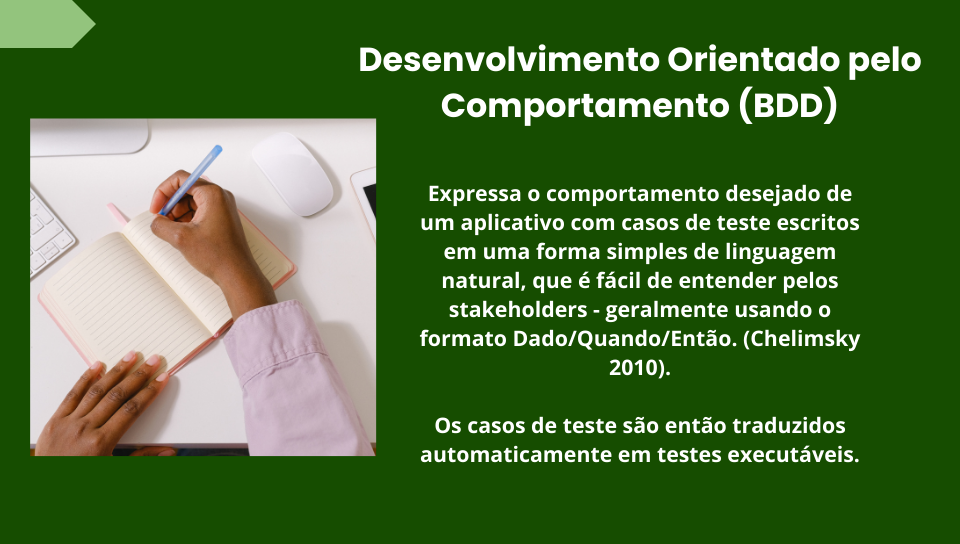 Desenvolvimento Orientado pelo
Comportamento (BDD)
Expressa o comportamento desejado de
um aplicativo com casos de teste escritos
em uma forma simples de linguagem
natural, que é fácil de entender pelos
stakeholders - geralmente usando o
formato Dado/Quando/Então. (Chelimsky
2010).
Os casos de teste são então traduzidos
automaticamente em testes executáveis.